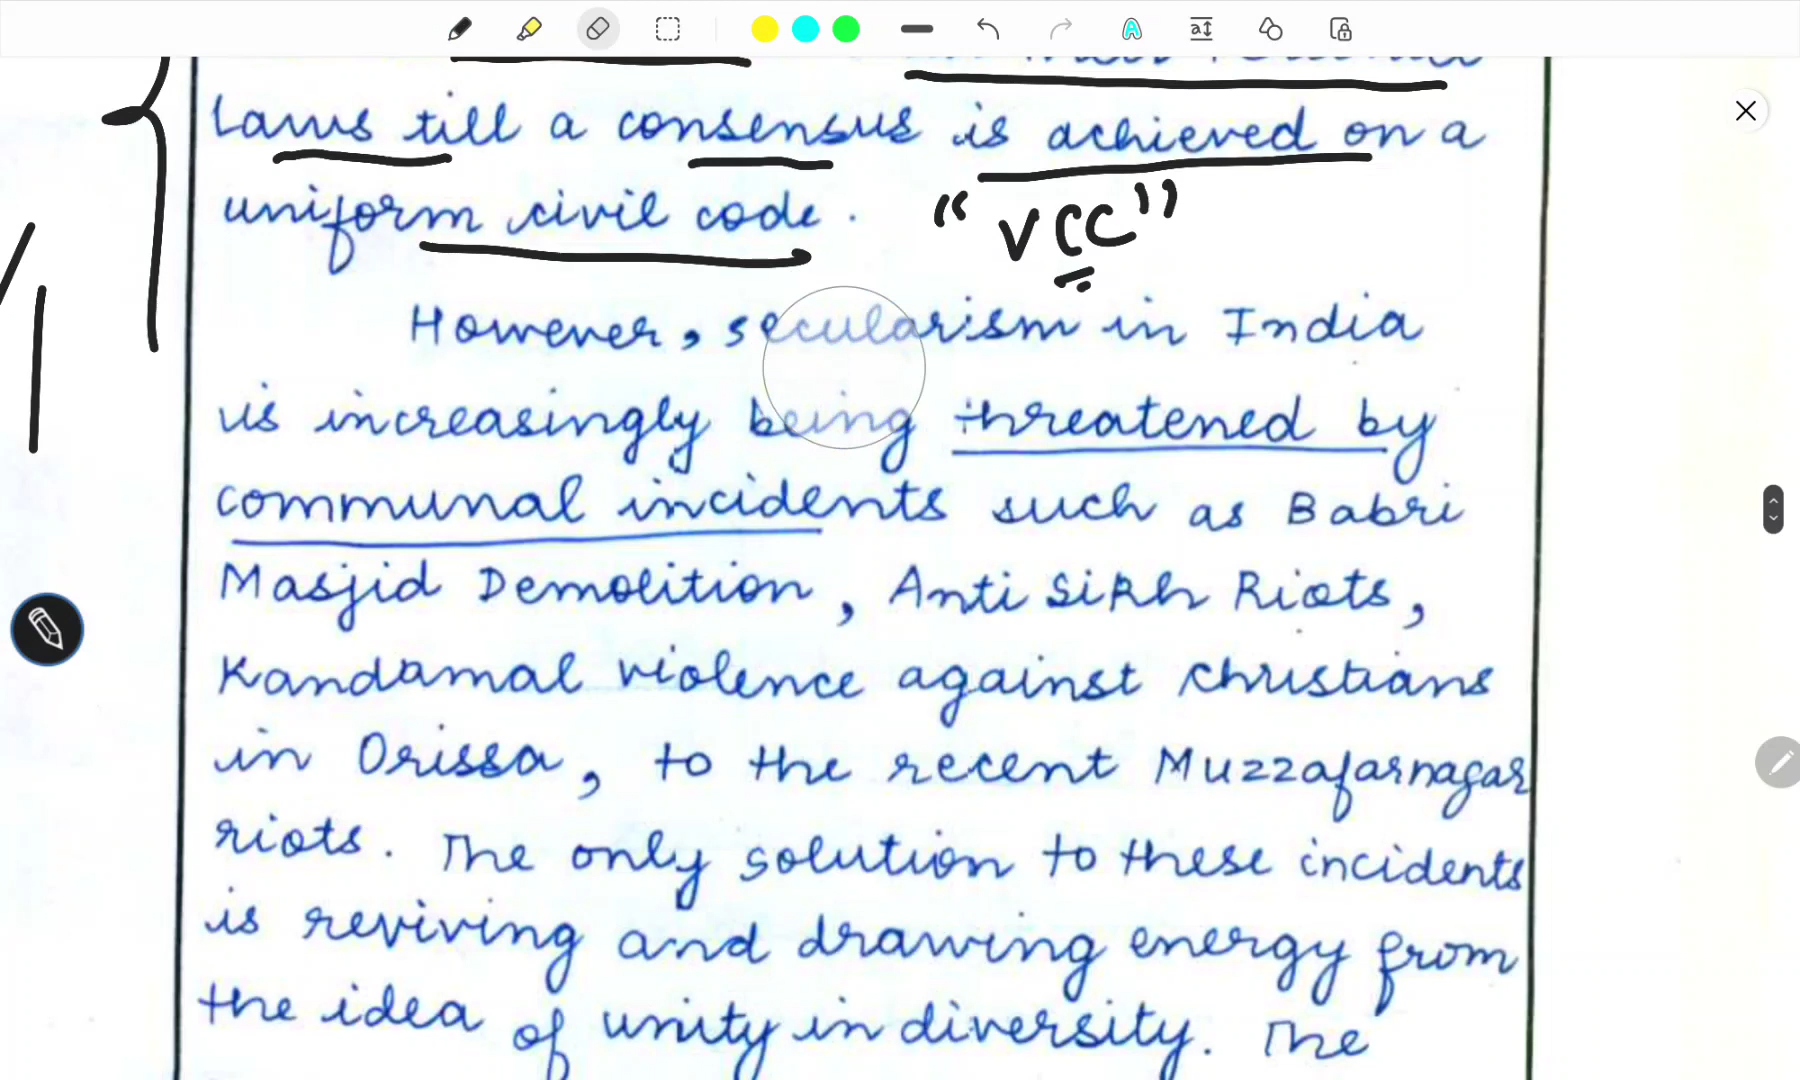 Laws till a consensus is achieved on a
uniform civil code. "UCC"
However, secularism in India
is increasingly being threatened by
communal incidents such as Babri
Masjid Demolition, Anti Sikh Riots,
Kandamal violence against christians
in Orissa, to the recent Muzzafarnagar
riots. The only solution to these incidents
is reviving and drawing energy from
the idea of unity in diversity. The